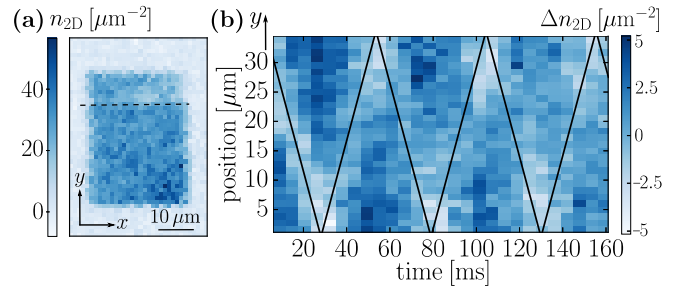 (a) n2D [μm−2]
40
20
0
y
x
10 μm
(b) y
Δn2D [μm−2]
position [μm]
30
25
20
15
10
5
20 40 60 80 100 120 140 160
time [ms]
5
2.5
0
−2.5
−5